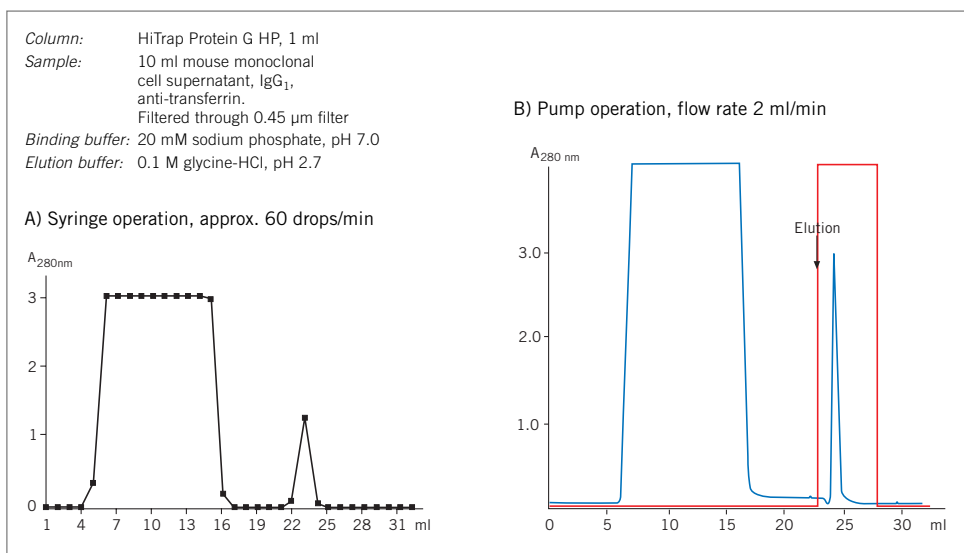 Column: HiTrap Protein G HP, 1 ml
Sample: 10 ml mouse monoclonal
cell supernatant, IgG₁,
anti-transferrin.
Filtered through 0.45 µm filter
Binding buffer: 20 mM sodium phosphate, pH 7.0
Elution buffer: 0.1 M glycine-HCl, pH 2.7
A) Syringe operation, approx. 60 drops/min
A280nm
3
2
1
0
1 4 7 10 13 16 19 22 25 28 31 ml
B) Pump operation, flow rate 2 ml/min
A280 nm
Elution
3.0
2.0
1.0
0 5 10 15 20 25 30 ml